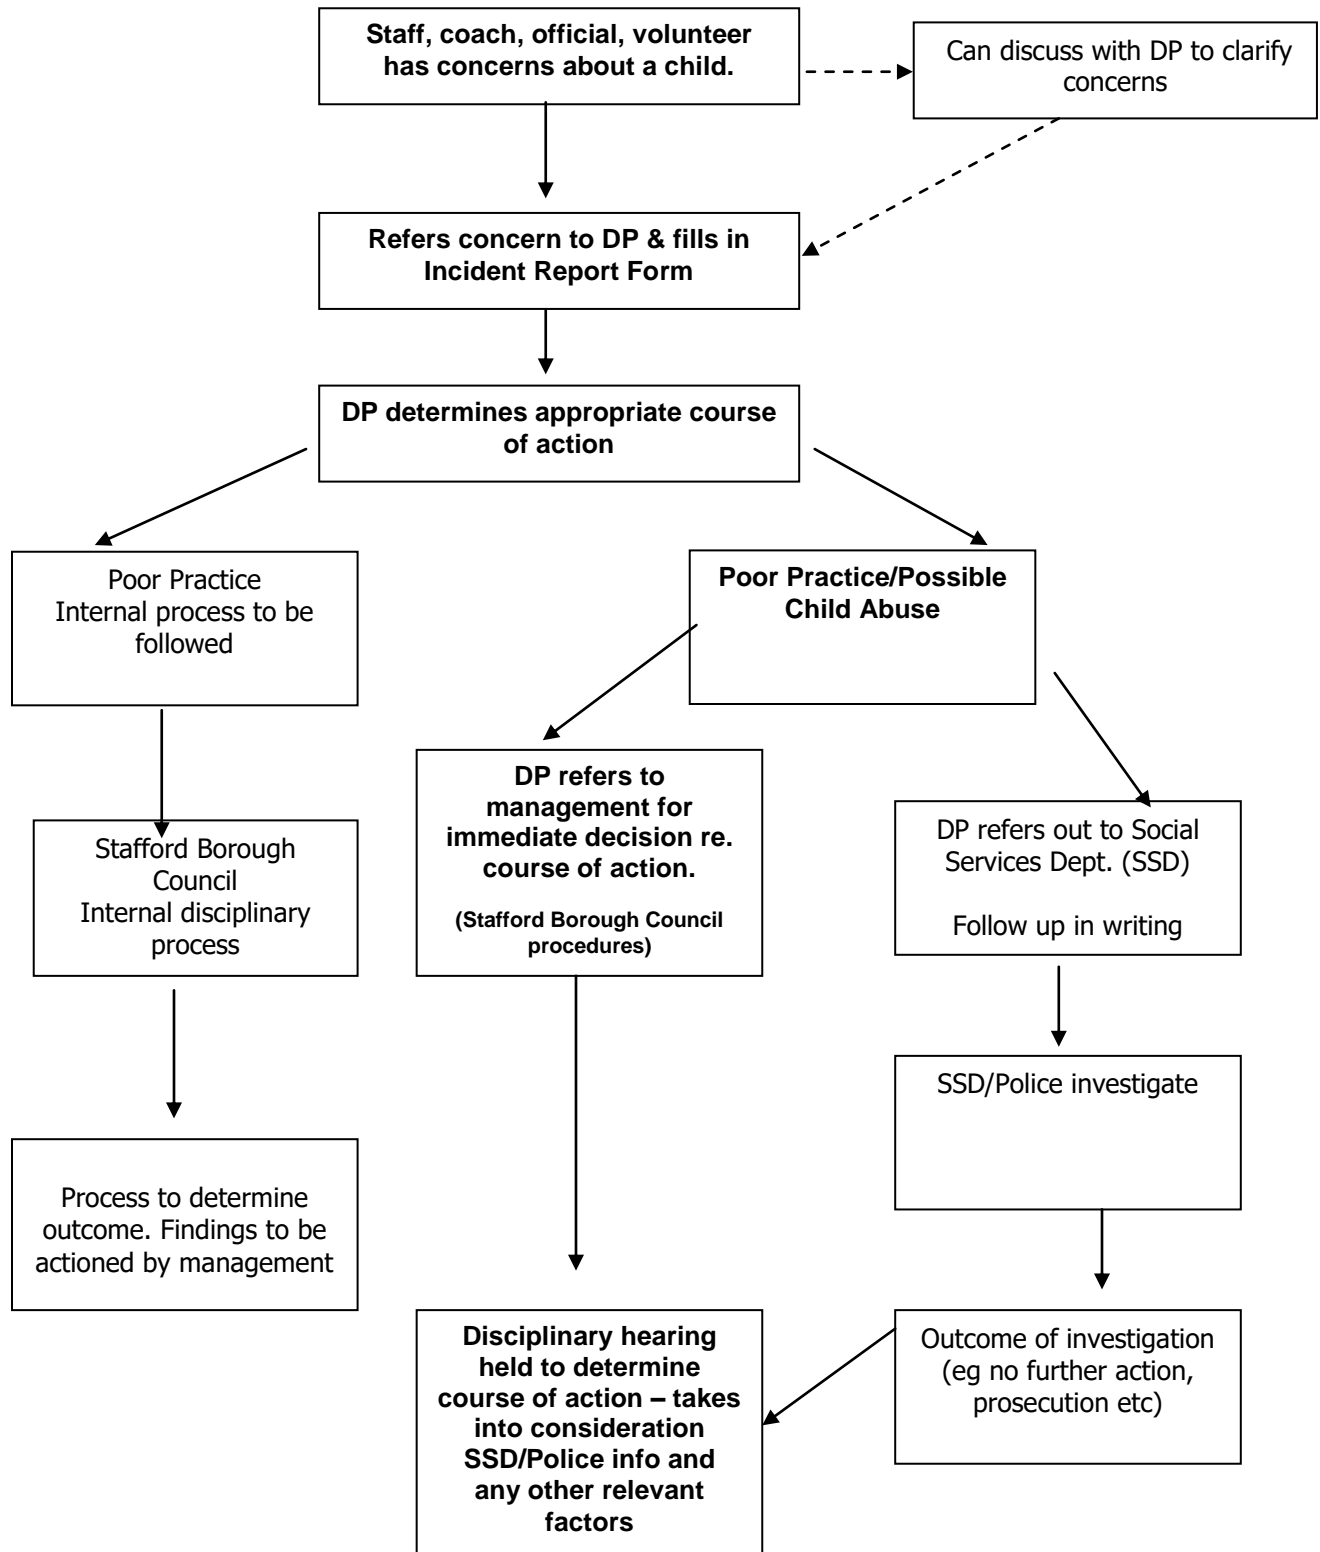 Staff, coach, official, volunteer
has concerns about a child.
Can discuss with DP to clarify
concerns
Refers concern to DP & fills in
Incident Report Form
DP determines appropriate course
of action
Poor Practice
Internal process to be
followed
Poor Practice/Possible
Child Abuse
Stafford Borough
Council
Internal disciplinary
process
DP refers to
management for
immediate decision re.
course of action.
(Stafford Borough Council
procedures)
DP refers out to Social
Services Dept. (SSD)
Follow up in writing
SSD/Police investigate
Process to determine
outcome. Findings to be
actioned by management
Disciplinary hearing
held to determine
course of action – takes
into consideration
SSD/Police info and
any other relevant
factors
Outcome of investigation
(eg no further action,
prosecution etc)